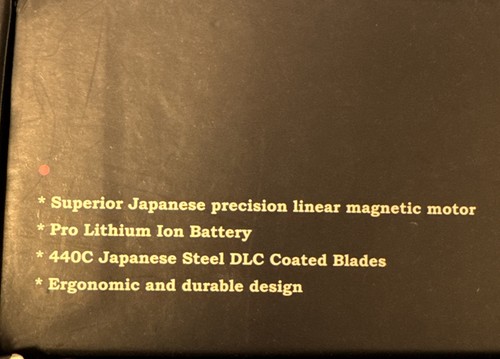 * Superior Japanese precision linear magnetic motor
* Pro Lithium Ion Battery
* 440C Japanese Steel DLC Coated Blades
* Ergonomic and durable design